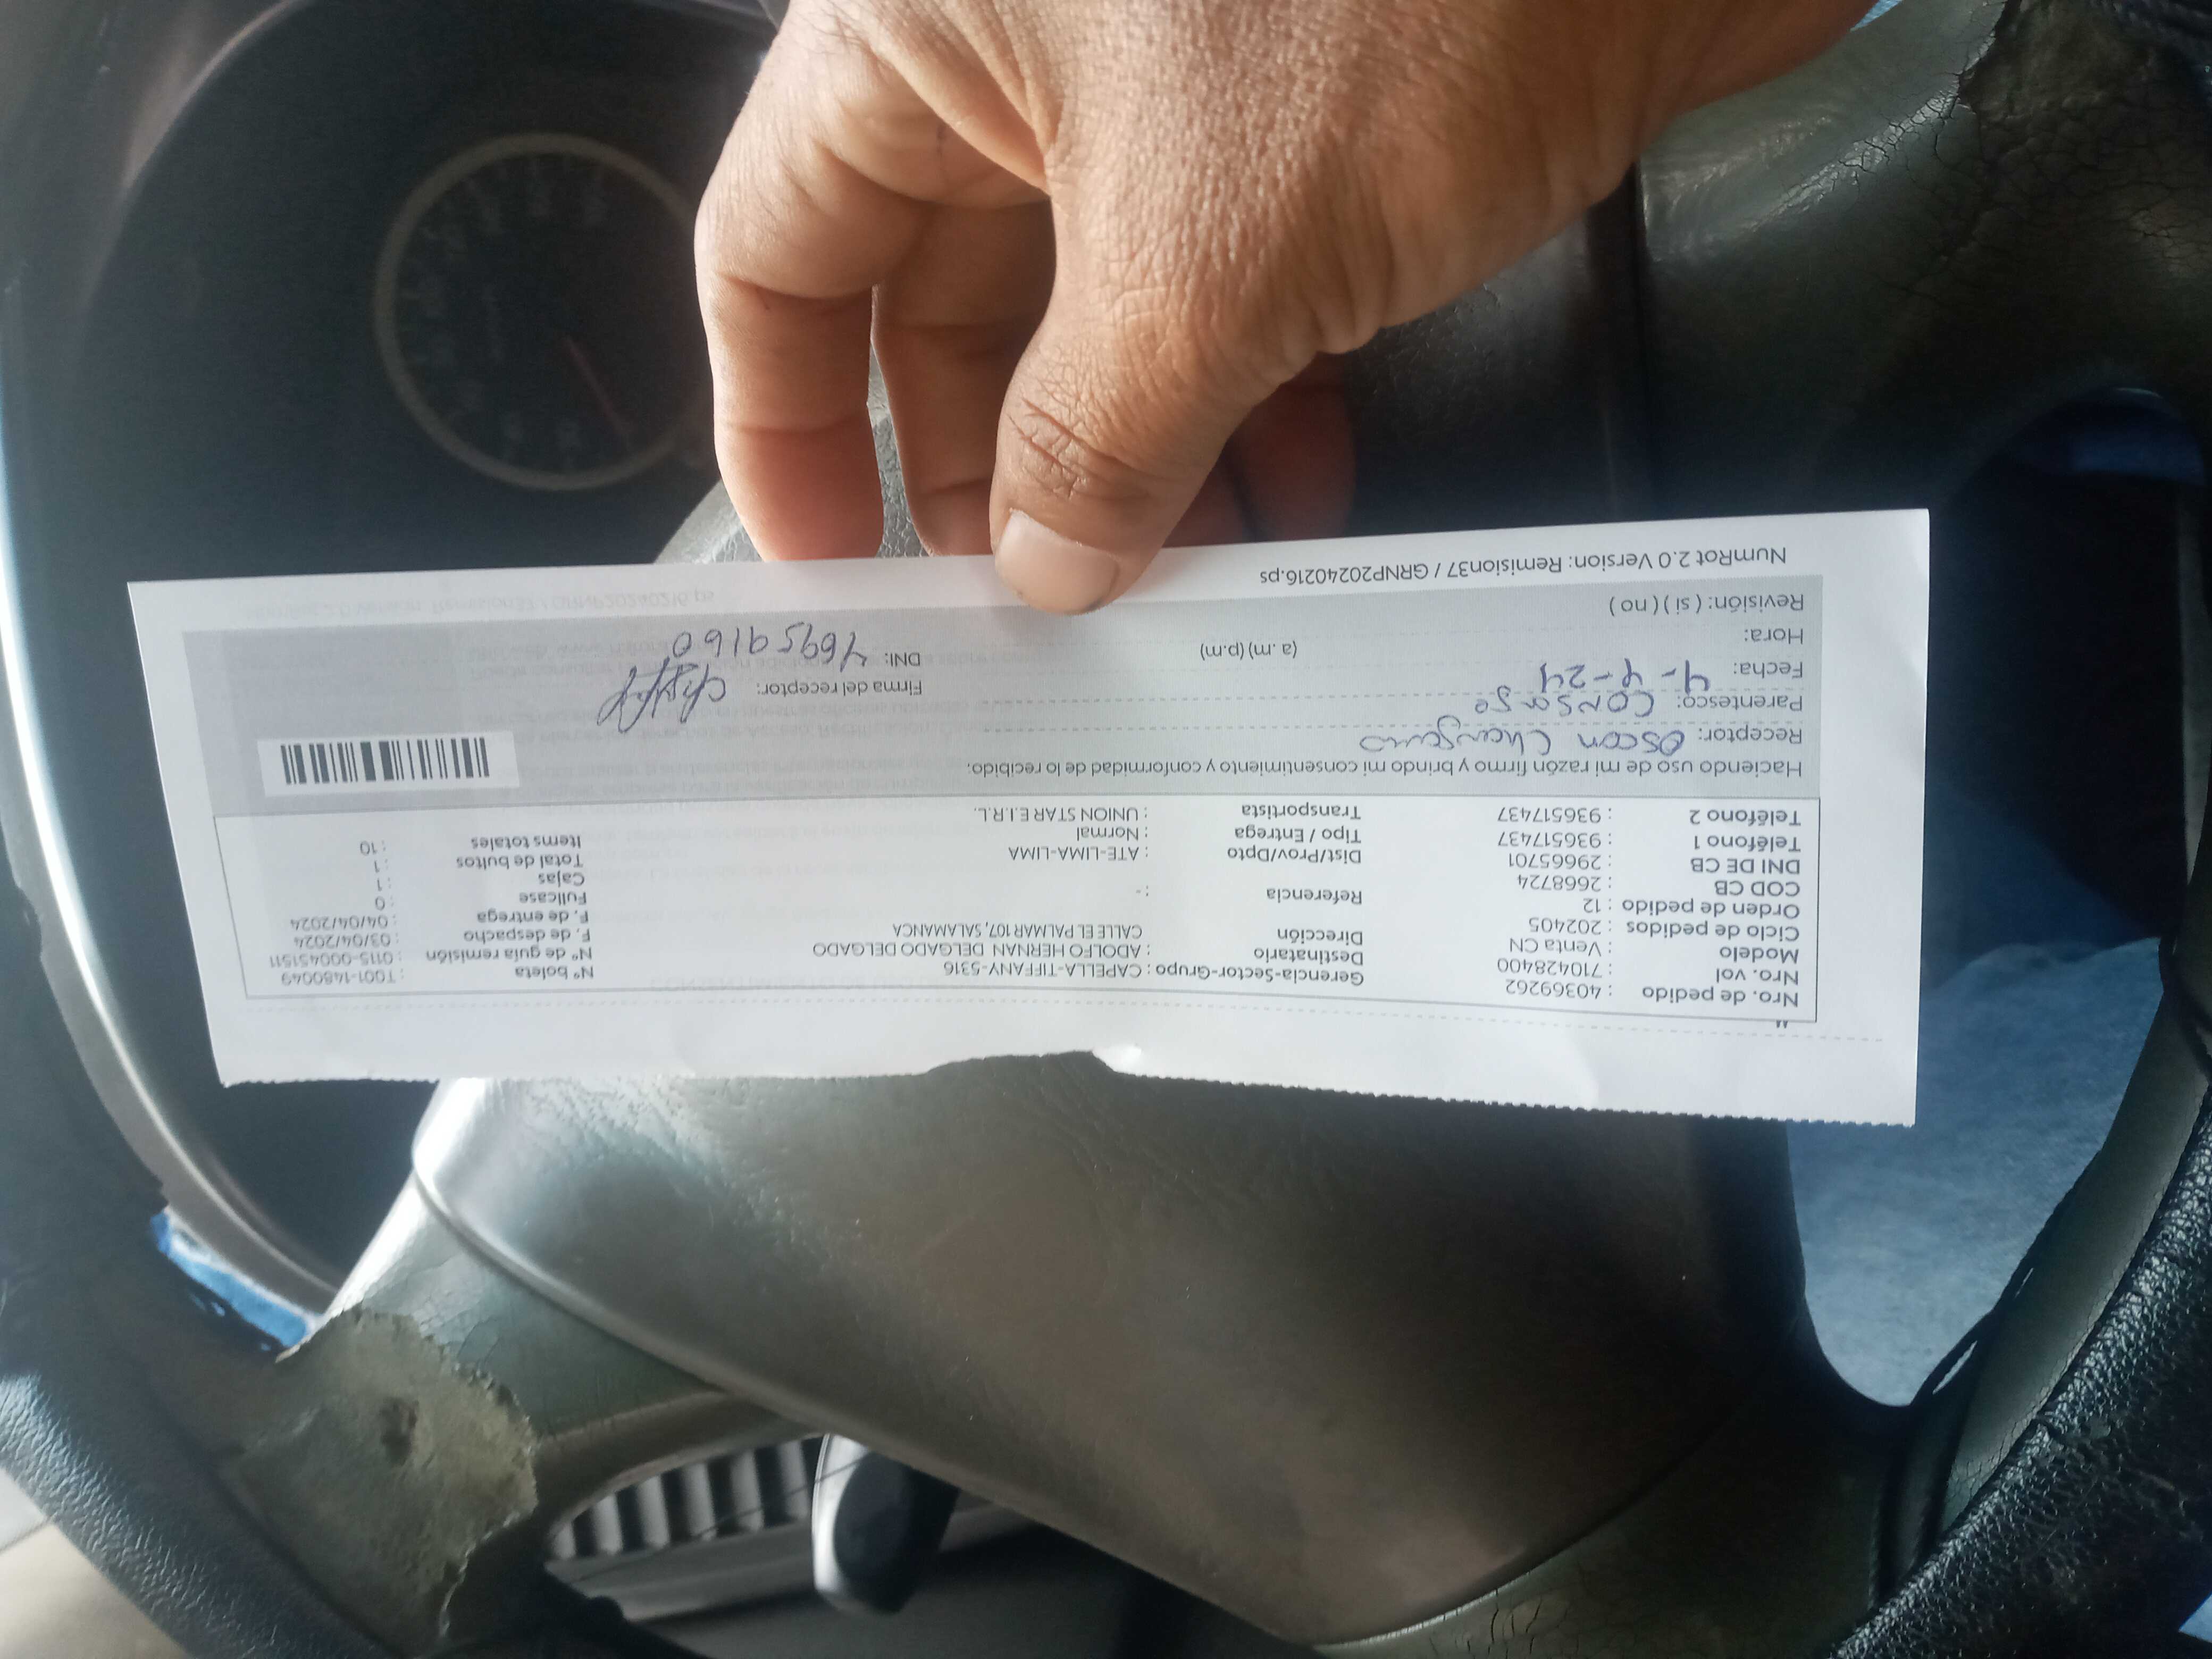 "
Nro. de pedido : 40369262 Gerencia-Sector-Grupo : CAPELLA-TIFFANY-5316 N° boleta : T001-1480049
Nro. vol : 710428400 Destinatario : ADOLFO HERNAN DELGADO DELGADO N° de guía remisión : 0115-000451511
Modelo : Venta CN Dirección CALLE EL PALMAR 107, SALAMANCA F. de despacho : 03/04/2024
Ciclo de pedidos : 202405 F. de entrega : 04/04/2024
Orden de pedido : 12 Referencia : - Fullcase : 0
COD CB : 2668724 Cajas : 1
DNI DE CB : 29665701 Dist/Prov/Dpto : ATE-LIMA-LIMA Total de bultos : 1
Teléfono 1 : 936517437 Tipo / Entrega : Normal Items totales : 10
Teléfono 2 : 936517437 Transportista : UNION STAR E.I.R.L.
Haciendo uso de mi razón firmo y brindo mi consentimiento y conformidad de lo recibido.
Receptor: Oscar
Parentesco: Firma del receptor:
Fecha: 4-4-24 DNI:
Hora: (a.m) (p.m)
Revisión: ( si ) ( no )
NumRot 2.0 Version: Remision37 / GRNP20240216.ps